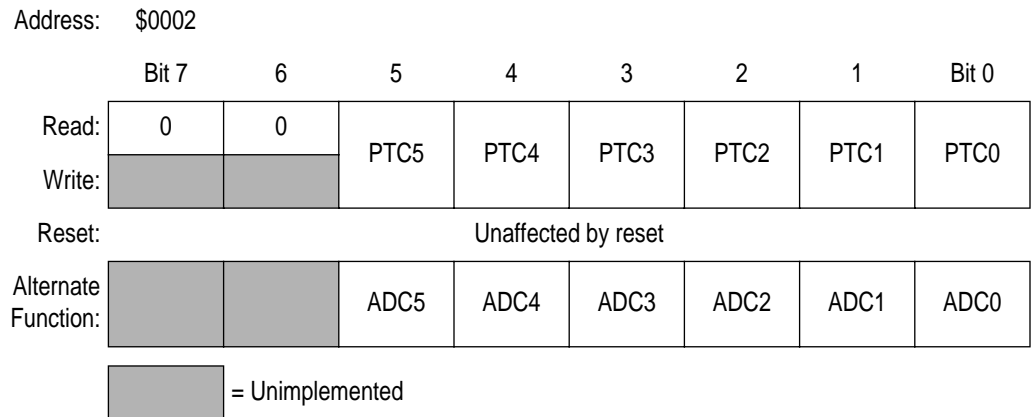 Address: $0002
Bit 7 6 5 4 3 2 1 Bit 0
Read: 0 0 PTC5 PTC4 PTC3 PTC2 PTC1 PTC0
Write:
Reset: Unaffected by reset
Alternate
Function: ADC5 ADC4 ADC3 ADC2 ADC1 ADC0
= Unimplemented